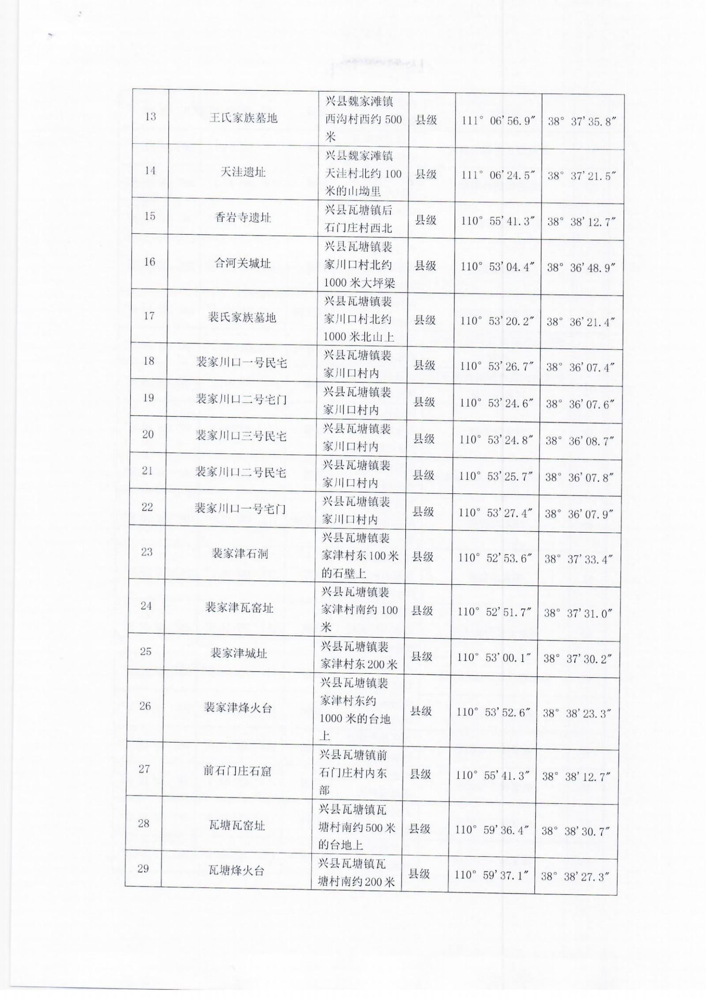 13 王氏家族墓地 兴县魏家滩镇 县级 111° 06'56.9″ 38° 37'35.8″
西沟村西约 500
米
14 天洼遗址 兴县魏家滩镇 县级 111° 06'24.5″ 38° 37'21.5″
天洼村北约 100
米的山坳里
15 香岩寺遗址 兴县瓦塘镇后 县级 110° 55'41.3″ 38° 38'12.7″
石门庄村西北
16 合河关城址 兴县瓦塘镇裴 县级 110° 53'04.4″ 38° 36'48.9″
家川口村北约
1000 米大坪梁
17 裴氏家族墓地 兴县瓦塘镇裴 县级 110° 53'20.2″ 38° 36'21.4″
家川口村北约
1000 米北山上
18 裴家川口一号民宅 兴县瓦塘镇裴 县级 110° 53'26.7″ 38° 36'07.4″
家川口村内
19 裴家川口二号宅门 兴县瓦塘镇裴 县级 110° 53'24.6″ 38° 36'07.6″
家川口村内
20 裴家川口三号民宅 兴县瓦塘镇裴 县级 110° 53'24.8″ 38° 36'08.7″
家川口村内
21 裴家川口二号民宅 兴县瓦塘镇裴 县级 110° 53'25.7″ 38° 36'07.8″
家川口村内
22 裴家川口一号宅门 兴县瓦塘镇裴 县级 110° 53'27.4″ 38° 36'07.9″
家川口村内
23 裴家津石洞 兴县瓦塘镇裴 县级 110° 52'53.6″ 38° 37'33.4″
家津村东 100 米
的石壁上
24 裴家津瓦窑址 兴县瓦塘镇裴 县级 110° 52'51.7″ 38° 37'31.0″
家津村南约 100
米
25 裴家津城址 兴县瓦塘镇裴 县级 110° 53'00.1″ 38° 37'30.2″
家津村东 200 米
26 裴家津烽火台 兴县瓦塘镇裴 县级 110° 53'52.6″ 38° 38'23.3″
家津村东约
1000 米的台地
上
27 前石门庄石窟 兴县瓦塘镇前 县级 110° 55'41.3″ 38° 38'12.7″
石门庄村内东
部
28 瓦塘瓦窑址 兴县瓦塘镇瓦 县级 110° 59'36.4″ 38° 38'30.7″
塘村南约 500 米
的台地上
29 瓦塘烽火台 兴县瓦塘镇瓦 县级 110° 59'37.1″ 38° 38'27.3″
塘村南约 200 米